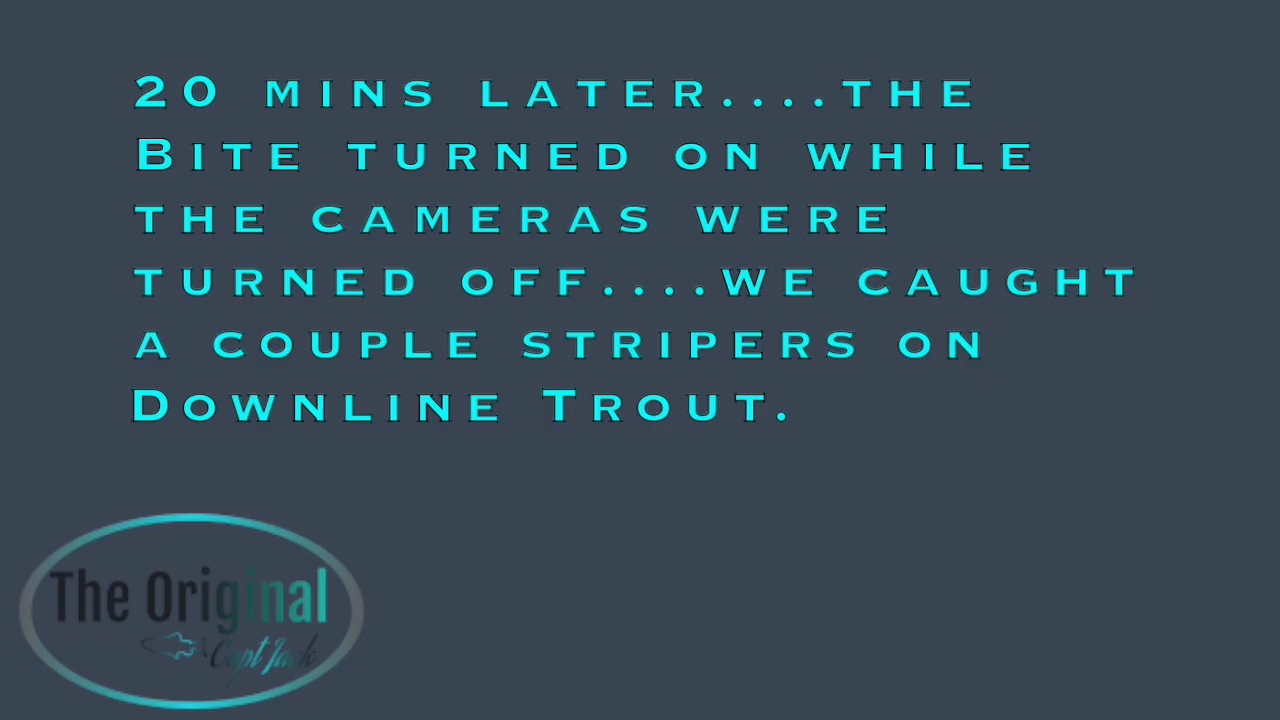 20 mins later....the
Bite turned on while
the cameras were
turned off....we caught
a couple stripers on
Downline Trout.
The Original
Capt Jack